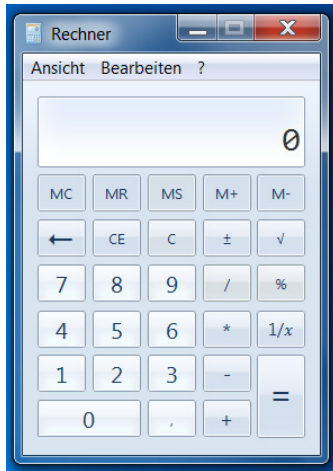 Rechner
Ansicht Bearbeiten ?
0
MC MR MS M+ M-
← CE C ± √
7 8 9 / %
4 5 6 * 1/x
1 2 3 - =
0 , +